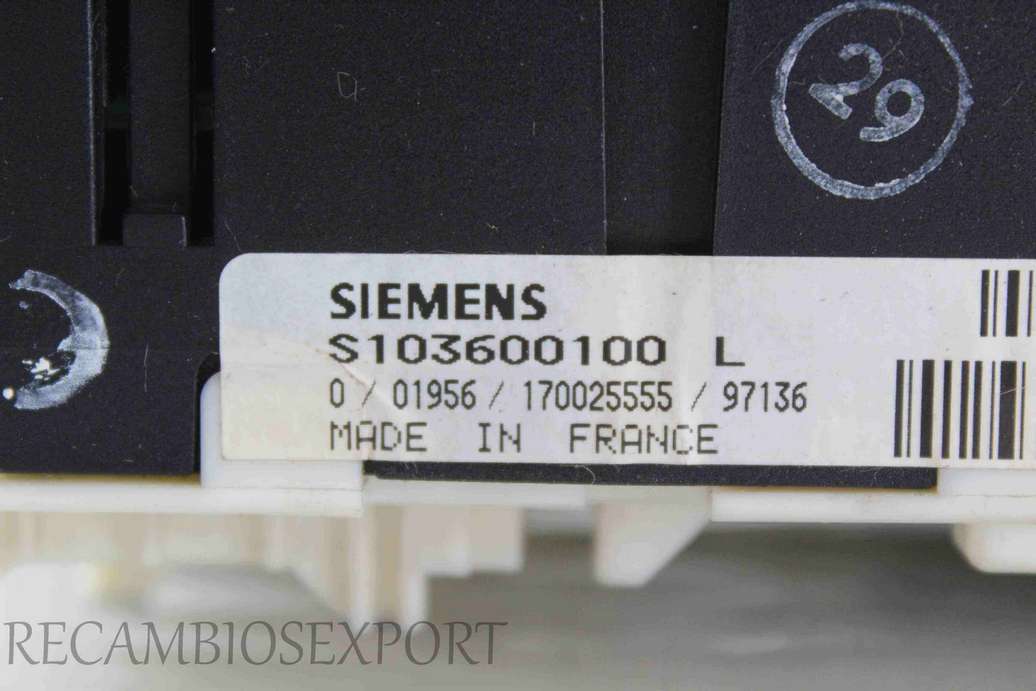 29
SIEMENS
S103600100 L
0 / 01956 / 170025555 / 97136
MADE IN FRANCE
RECAMBIOSEXPORT